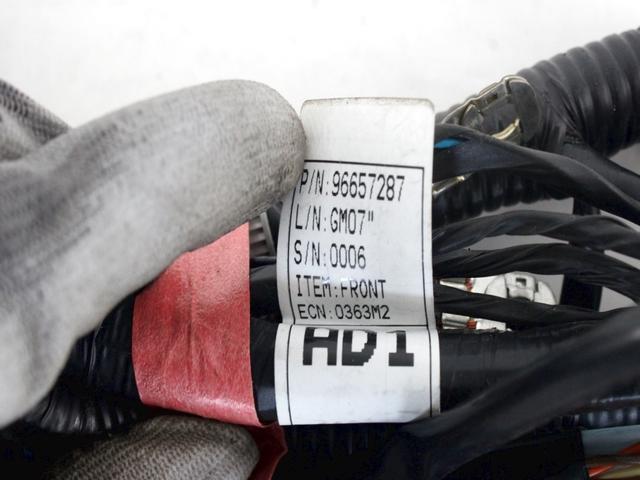 P/N:96657287
L/N:GM07"
S/N:0006
ITEM:FRONT
ECN:0363M2
AD1